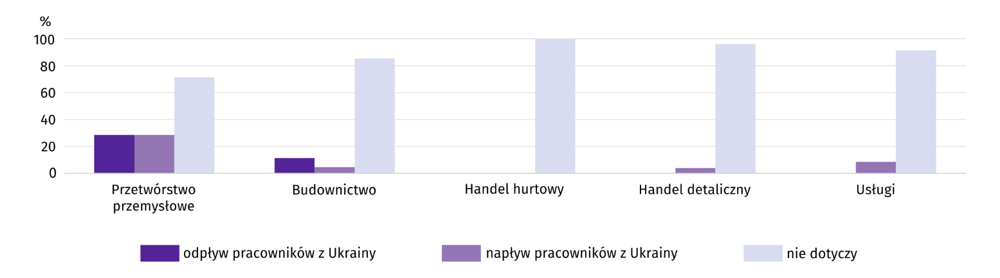 %
100
80
60
40
20
0
Przetwórstwo
przemysłowe
Budownictwo
Handel hurtowy
Handel detaliczny
Usługi
odpływ pracowników z Ukrainy
napływ pracowników z Ukrainy
nie dotyczy